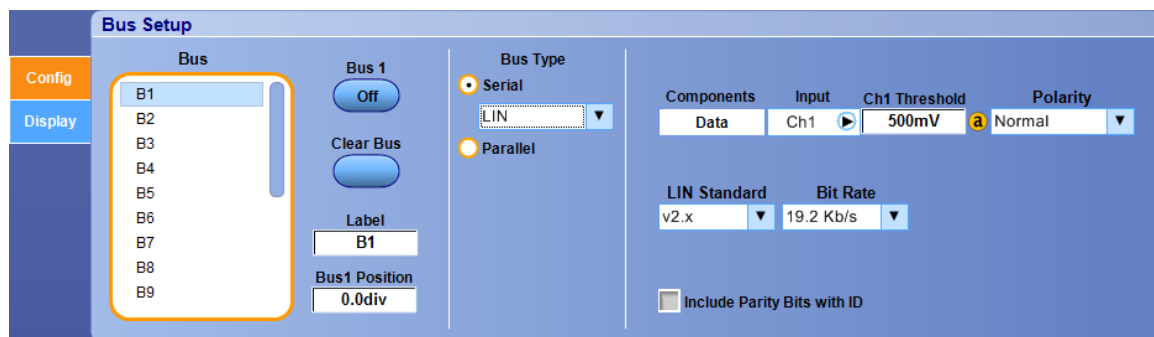 Bus Setup
Config
Display
Bus
B1
B2
B3
B4
B5
B6
B7
B8
B9
Bus 1
Off
Clear Bus
Label
B1
Bus1 Position
0.0div
Bus Type
Serial
LIN
Parallel
Components Input Ch1 Threshold Polarity
Data Ch1 500mV a Normal
LIN Standard Bit Rate
v2.x 19.2 Kb/s
Include Parity Bits with ID